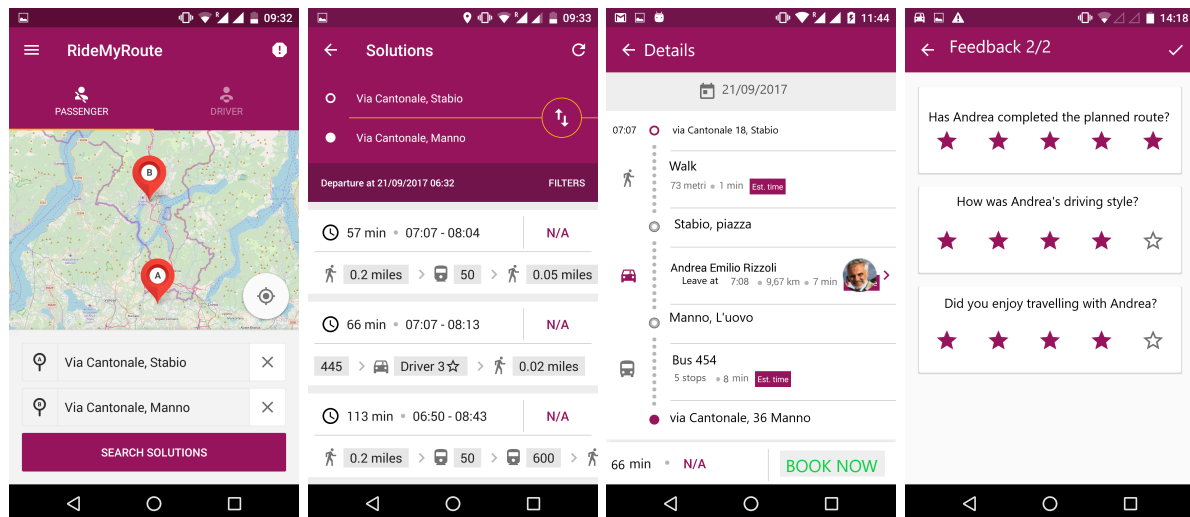 09:32
RideMyRoute
PASSENGER
DRIVER
B
A
A
Via Cantonale, Stabio
B
Via Cantonale, Manno
SEARCH SOLUTIONS
R
09:33
Solutions
Via Cantonale, Stabio
Via Cantonale, Manno
Departure at 21/09/2017 06:32
FILTERS
57 min • 07:07 - 08:04
N/A
0.2 miles
50
0.05 miles
66 min • 07:07 - 08:13
N/A
445
Driver 3
0.02 miles
113 min • 06:50 - 08:43
N/A
0.2 miles
50
600
R
11:44
Details
21/09/2017
07:07
via Cantonale 18, Stabio
Walk
73 metri • 1 min
Est. time
Stabio, piazza
Andrea Emilio Rizzoli
Leave at 7:08 • 9,67 km • 7 min
Manno, L'uovo
Bus 454
5 stops • 8 min
Est. time
via Cantonale, 36 Manno
66 min • N/A
BOOK NOW
14:18
Feedback 2/2
Has Andrea completed the planned route?
How was Andrea's driving style?
Did you enjoy travelling with Andrea?